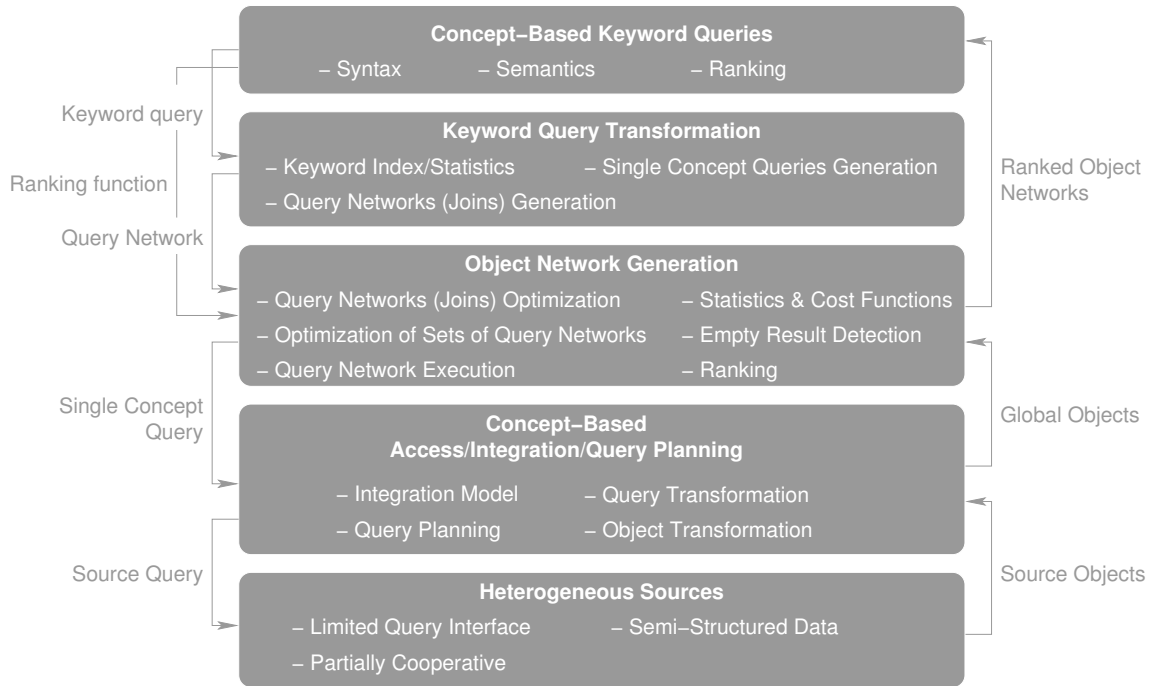 Concept−Based Keyword Queries
− Syntax − Semantics − Ranking
Keyword query
Keyword Query Transformation
− Keyword Index/Statistics − Single Concept Queries Generation
− Query Networks (Joins) Generation
Ranking function
Ranked Object
Networks
Query Network
Object Network Generation
− Query Networks (Joins) Optimization − Statistics & Cost Functions
− Optimization of Sets of Query Networks − Empty Result Detection
− Query Network Execution − Ranking
Single Concept
Query
Global Objects
Concept−Based
Access/Integration/Query Planning
− Integration Model − Query Transformation
− Query Planning − Object Transformation
Source Query
Source Objects
Heterogeneous Sources
− Limited Query Interface − Semi−Structured Data
− Partially Cooperative